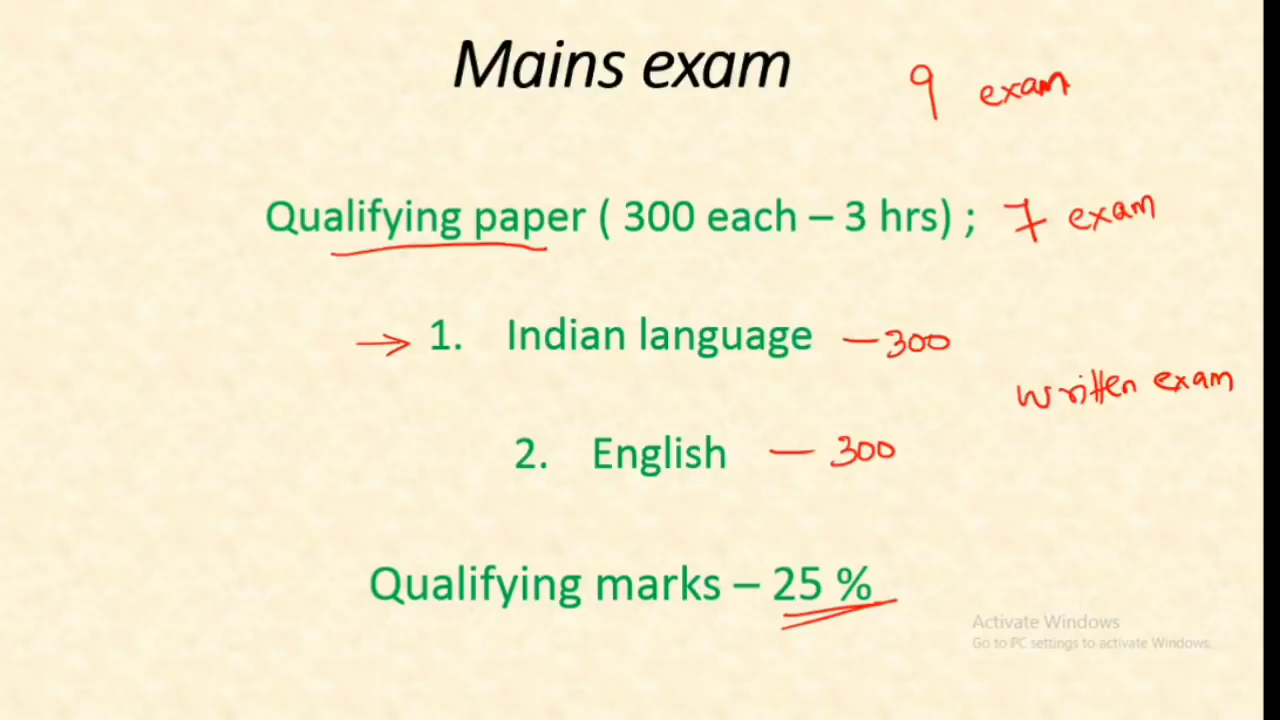 Mains exam
9 exam
Qualifying paper ( 300 each – 3 hrs) ; 7 exam
→ 1. Indian language — 300
written exam
2. English — 300
Qualifying marks – 25 %
Activate Windows
Go to PC settings to activate Windows.